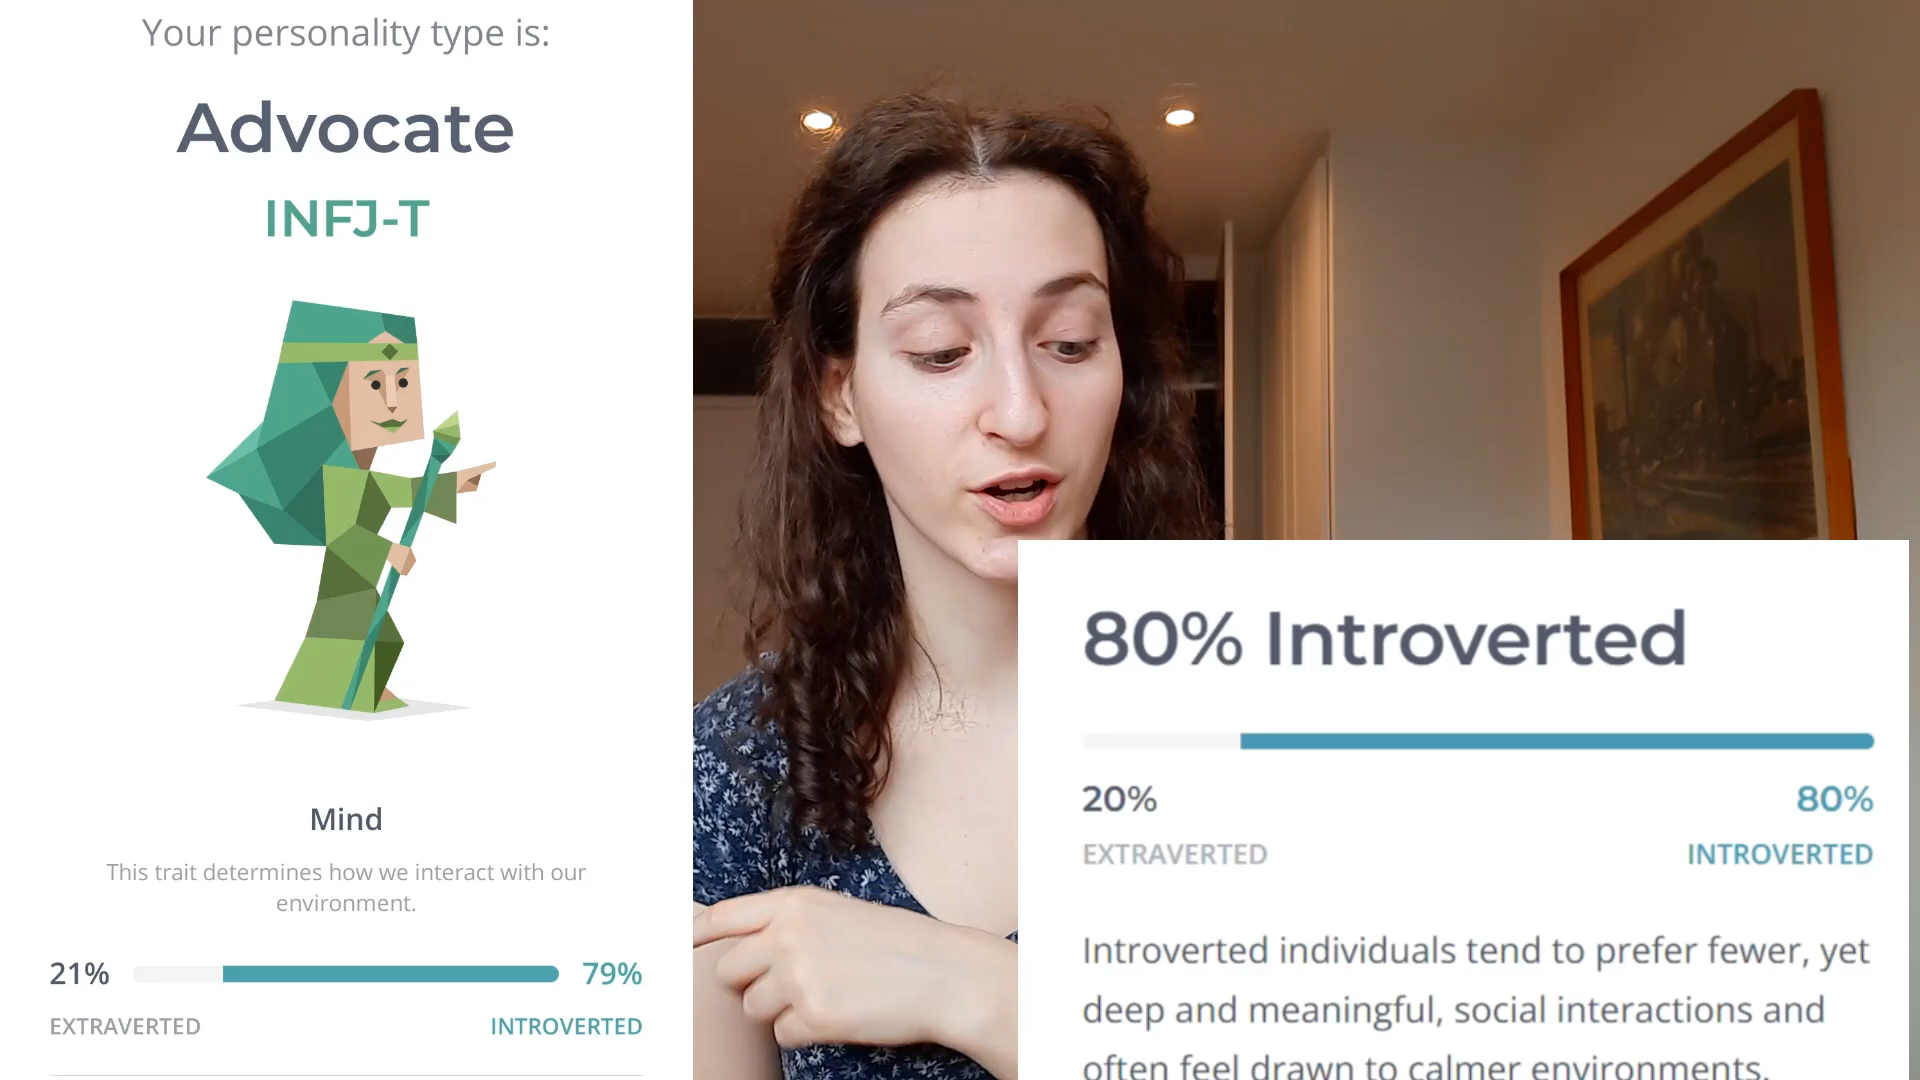 Your personality type is:
Advocate
INFJ-T
Mind
This trait determines how we interact with our
environment.
21% 79%
EXTRAVERTED INTROVERTED
80% Introverted
20% 80%
EXTRAVERTED INTROVERTED
Introverted individuals tend to prefer fewer, yet
deep and meaningful, social interactions and
often feel drawn to calmer environments.